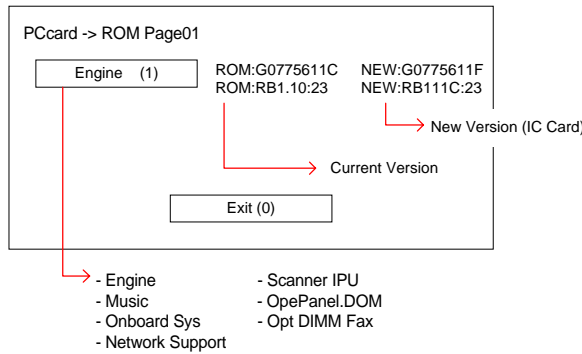 PCcard -> ROM Page01
Engine (1)
ROM:G0775611C
ROM:RB1.10:23
NEW:G0775611F
NEW:RB111C:23
New Version (IC Card)
Current Version
Exit (0)
- Engine
- Music
- Onboard Sys
- Network Support
- Scanner IPU
- OpePanel.DOM
- Opt DIMM Fax